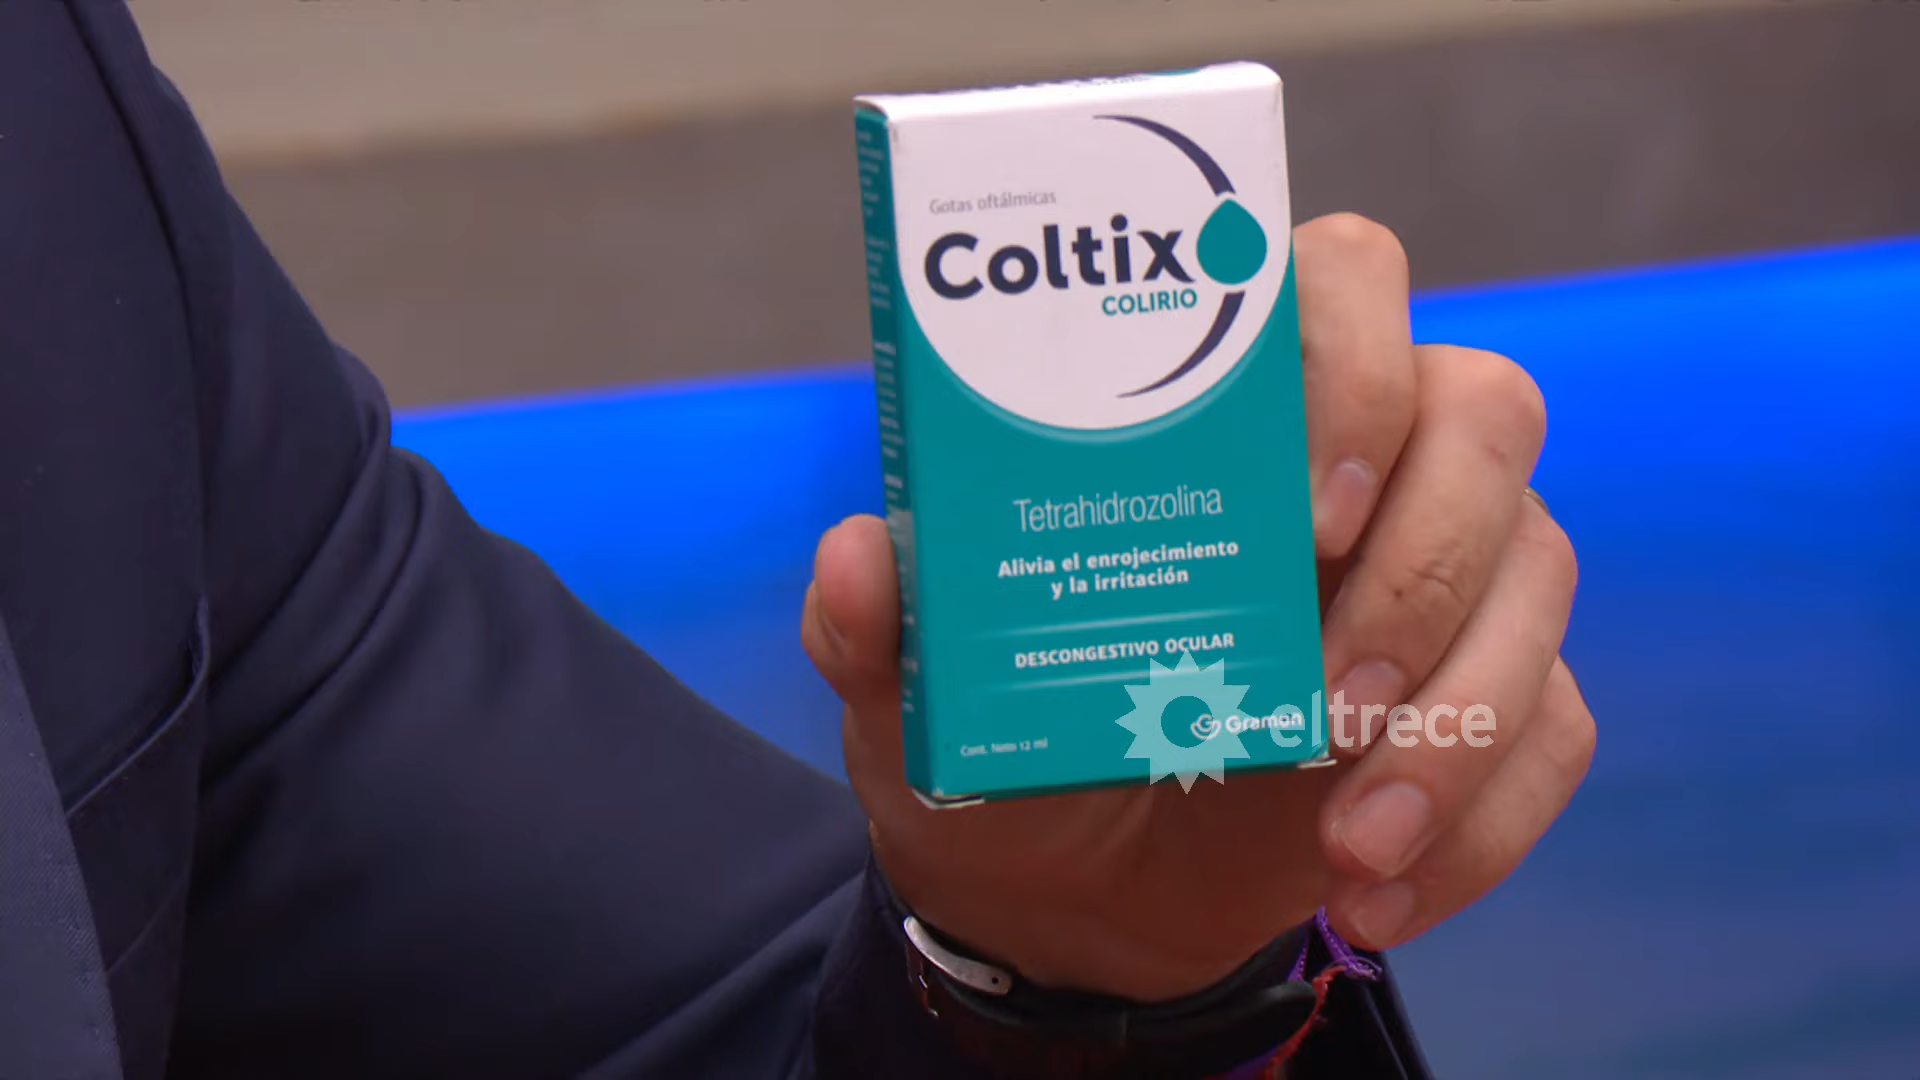 Gotas oftálmicas
Coltix
COLIRIO
Tetrahidrozolina
Alivia el enrojecimiento
y la irritación
DESCONGESTIVO OCULAR
Gramon
Cont. Neto 12 ml
eltrece